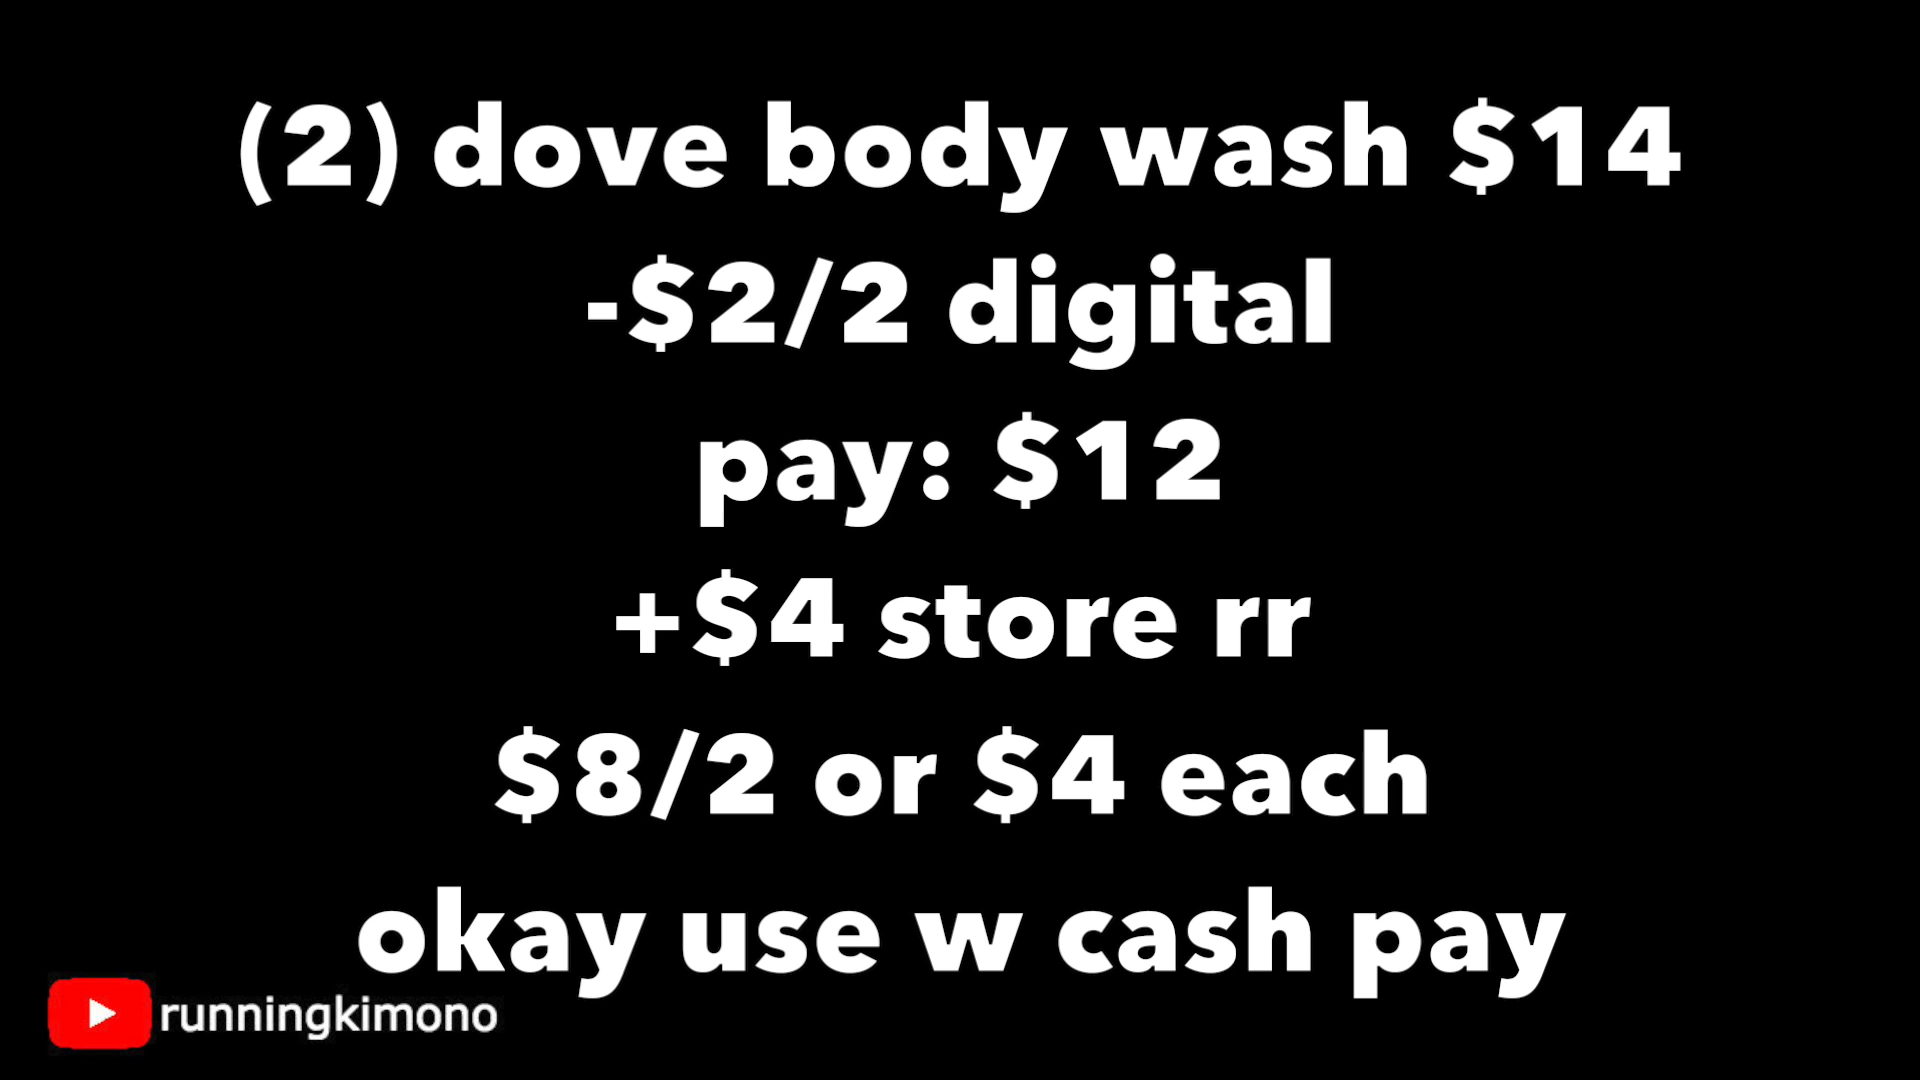 (2) dove body wash $14
-$2/2 digital
pay: $12
+$4 store rr
$8/2 or $4 each
okay use w cash pay
runningkimono